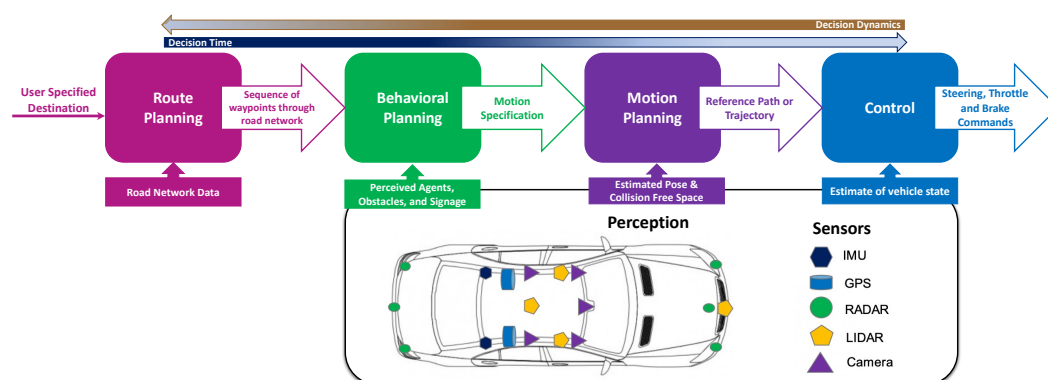 Decision Dynamics
Decision Time
User Specified
Destination
Route
Planning
Sequence of
waypoints through
road network
Behavioral
Planning
Motion
Specification
Motion
Planning
Reference Path or
Trajectory
Control
Steering, Throttle
and Brake
Commands
Road Network Data
Perceived Agents,
Obstacles, and Signage
Estimated Pose &
Collision Free Space
Estimate of vehicle state
Perception
Sensors
IMU
GPS
RADAR
LIDAR
Camera